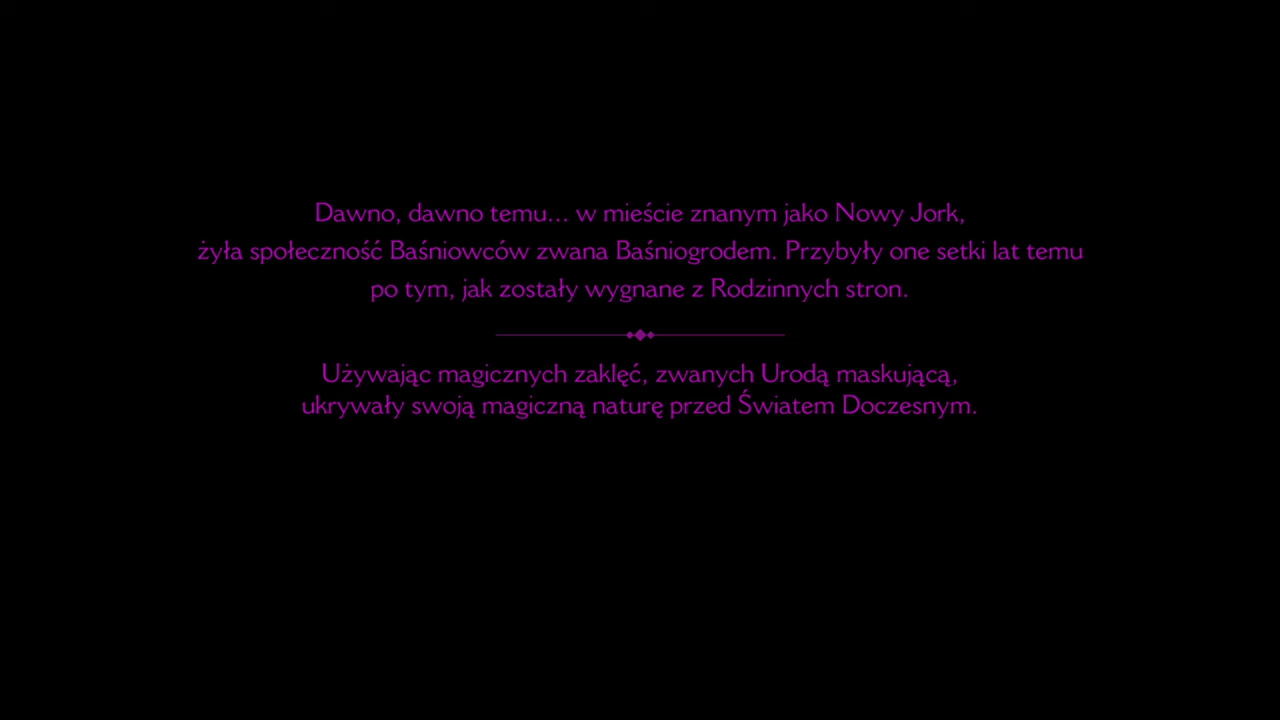 Dawno, dawno temu... w mieście znanym jako Nowy Jork,
żyła społeczność Baśniowców zwana Baśniogrodem. Przybyły one setki lat temu
po tym, jak zostały wygnane z Rodzinnych stron.
Używając magicznych zaklęć, zwanych Urodą maskującą,
ukrywały swoją magiczną naturę przed Światem Doczesnym.